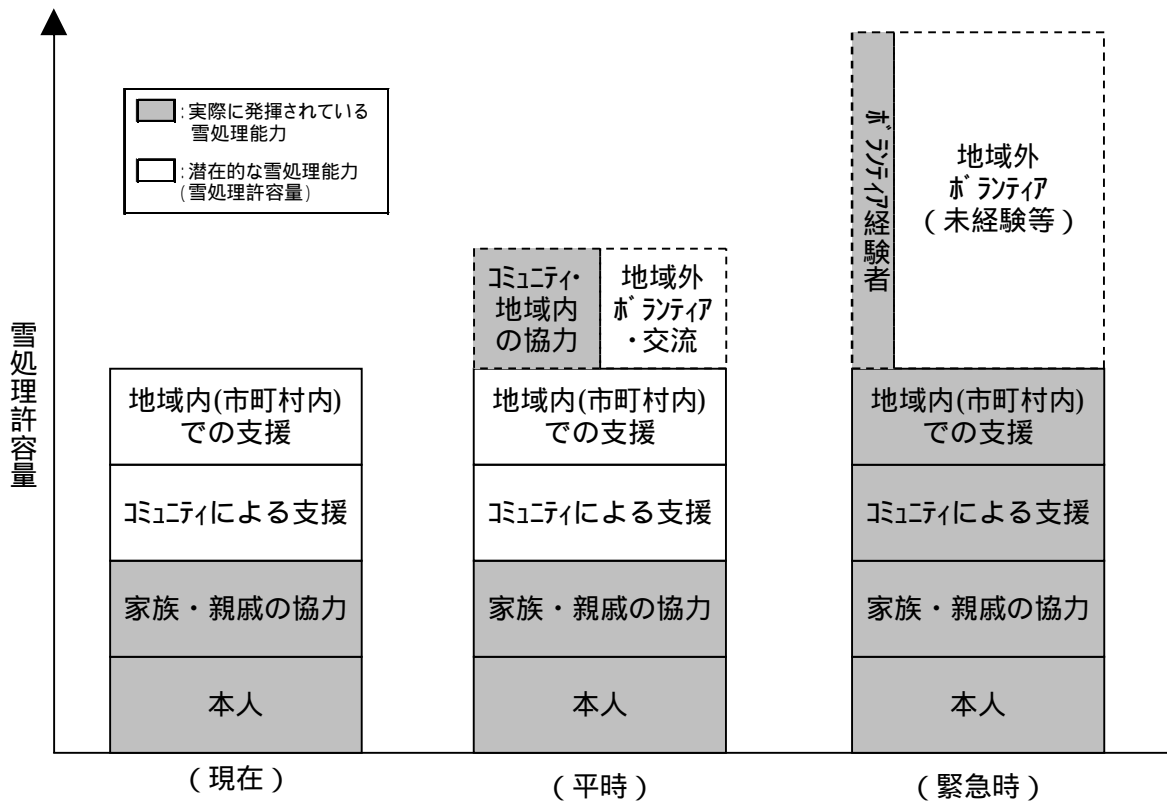 :実際に発揮されている
雪処理能力
:潜在的な雪処理能力
(雪処理許容量)
雪処理許容量
地域内(市町村内)
での支援
ｺﾐｭﾆﾃｨによる支援
家族・親戚の協力
本人
(現在)
ｺﾐｭﾆﾃｨ・
地域内
の協力
地域外
ﾎﾞﾗﾝﾃｨｱ
・交流
地域内(市町村内)
での支援
ｺﾐｭﾆﾃｨによる支援
家族・親戚の協力
本人
(平時)
ﾎﾞﾗﾝﾃｨｱ経験者
地域外
ﾎﾞﾗﾝﾃｨｱ
(未経験等)
地域内(市町村内)
での支援
ｺﾐｭﾆﾃｨによる支援
家族・親戚の協力
本人
(緊急時)